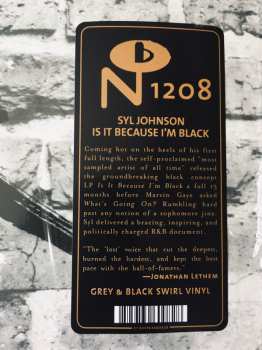 b
N 1208
SYL JOHNSON
IS IT BECAUSE I'M BLACK
Coming hot on the heels of his first
full length, the self-proclaimed "most
sampled artist of all time" released
the groundbreaking black concept
LP Is It Because I'm Black a full 15
months before Marvin Gaye asked
What's Going On? Rambling hard
past any notion of a sophomore jinx,
Syl delivered a bracing, inspiring, and
politically charged R&B document.
"The 'lost' voice that cut the deepest,
burned the hardest, and kept the best
pace with the hall-of-famers."
—JONATHAN LETHEM
GREY & BLACK SWIRL VINYL